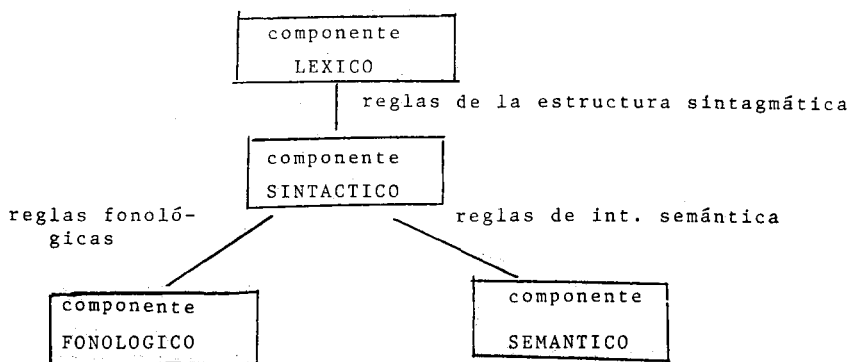 componente
LEXICO
reglas de la estructura sintagmática
componente
SINTACTICO
reglas fonoló-
gicas
reglas de int. semántica
componente
FONOLOGICO
componente
SEMANTICO